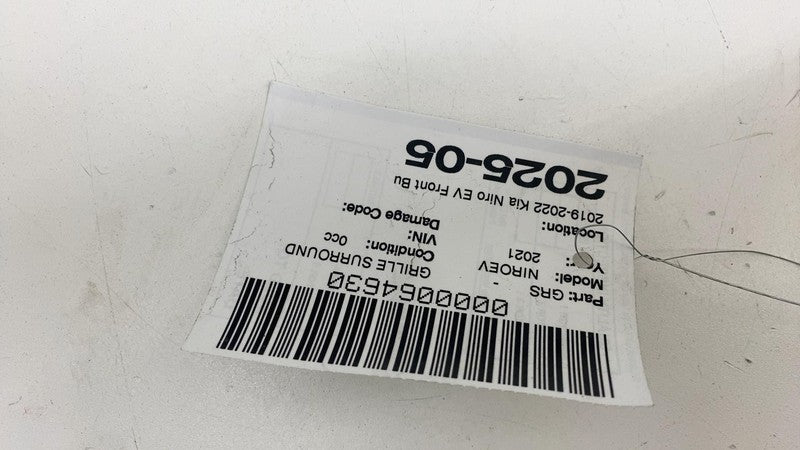 0000064630
Part: GRS - GRILLE SURROUND
Model: NIROEV
Year: 2021 Condition: 0cc
VIN:
Location: Damage Code:
2019-2022 Kia Niro EV Front Bu
2025-05